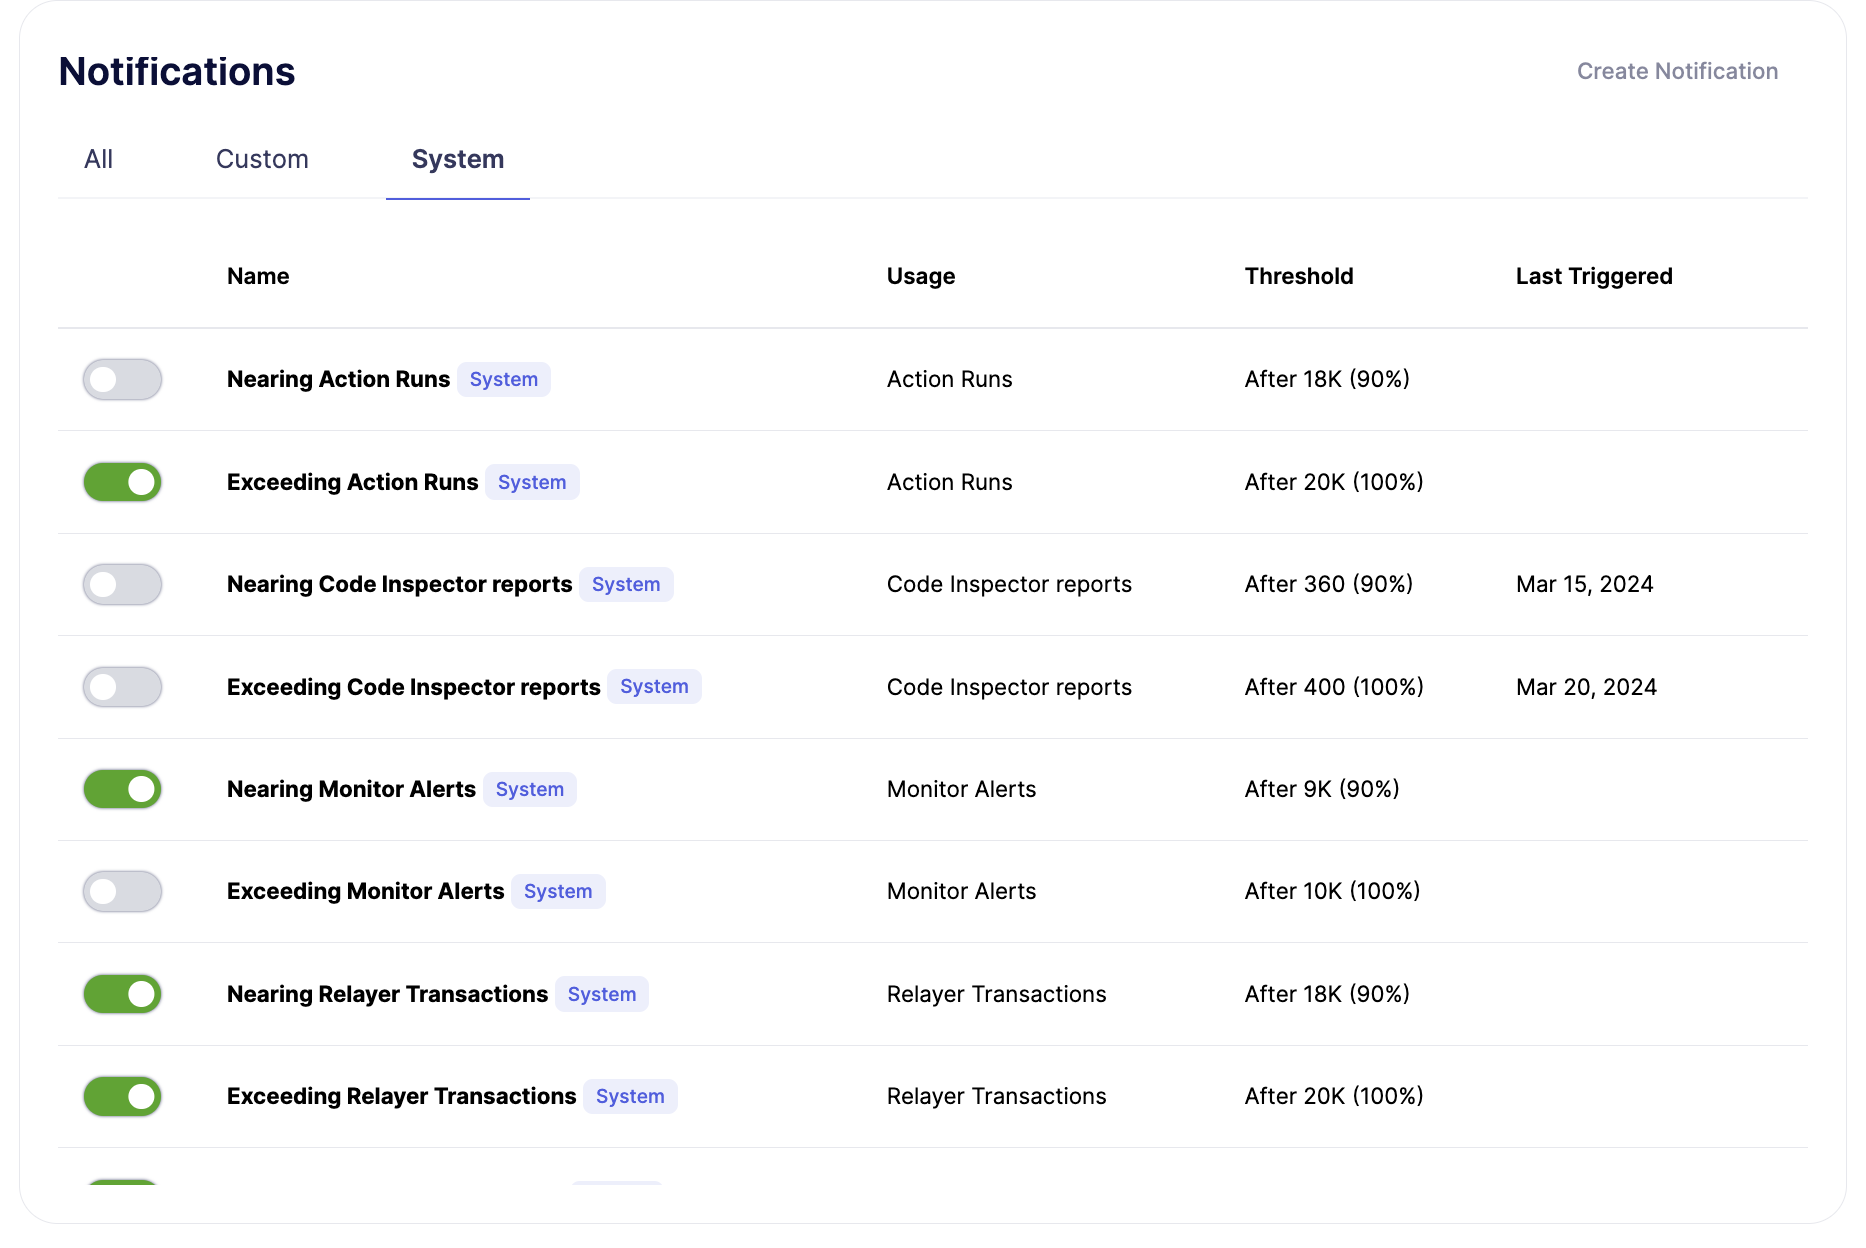 Notifications
Create Notification
All Custom System
Name Usage Threshold Last Triggered
Nearing Action Runs System Action Runs After 18K (90%)
Exceeding Action Runs System Action Runs After 20K (100%)
Nearing Code Inspector reports System Code Inspector reports After 360 (90%) Mar 15, 2024
Exceeding Code Inspector reports System Code Inspector reports After 400 (100%) Mar 20, 2024
Nearing Monitor Alerts System Monitor Alerts After 9K (90%)
Exceeding Monitor Alerts System Monitor Alerts After 10K (100%)
Nearing Relayer Transactions System Relayer Transactions After 18K (90%)
Exceeding Relayer Transactions System Relayer Transactions After 20K (100%)